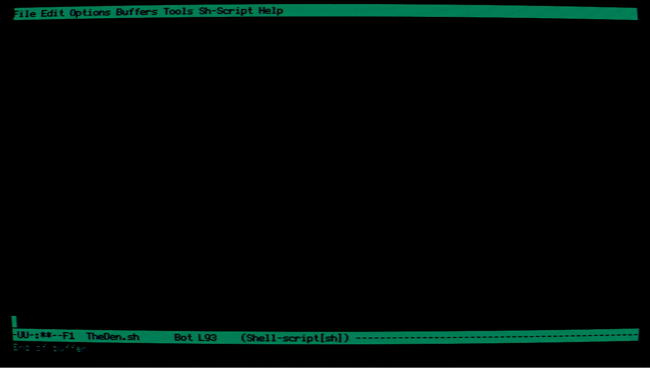 File Edit Options Buffers Tools Sh-Script Help
-UU-:**--F1  TheDen.sh      Bot L93    (Shell-script[sh]) ------------------------------------------------
End of buffer